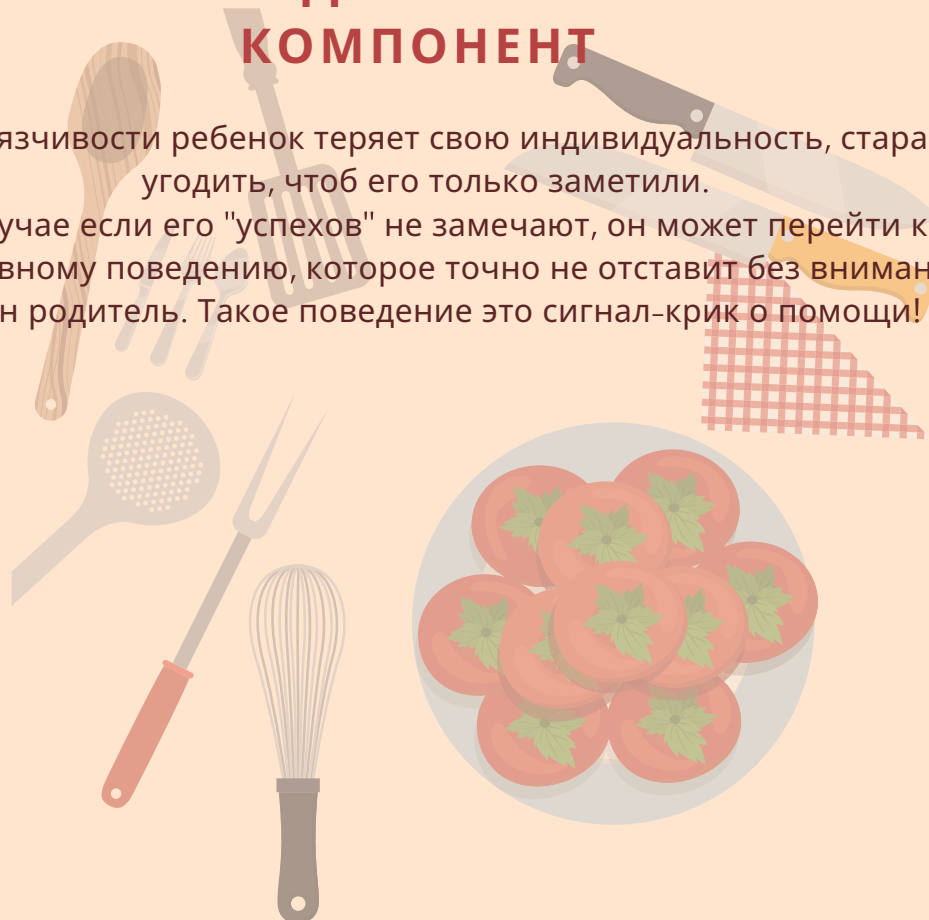 КОМПОНЕНТ
язчивости ребенок теряет свою индивидуальность, стара
угодить, чтоб его только заметили.
учае если его "успехов" не замечают, он может перейти к
вному поведению, которое точно не отставит без вниман
н родитель. Такое поведение это сигнал-крик о помощи!